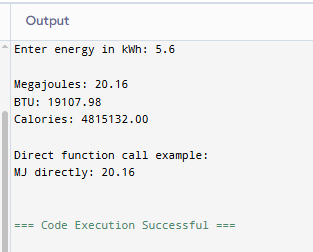 Output
Enter energy in kWh: 5.6
Megajoules: 20.16
BTU: 19107.98
Calories: 4815132.00
Direct function call example:
MJ directly: 20.16
=== Code Execution Successful ===